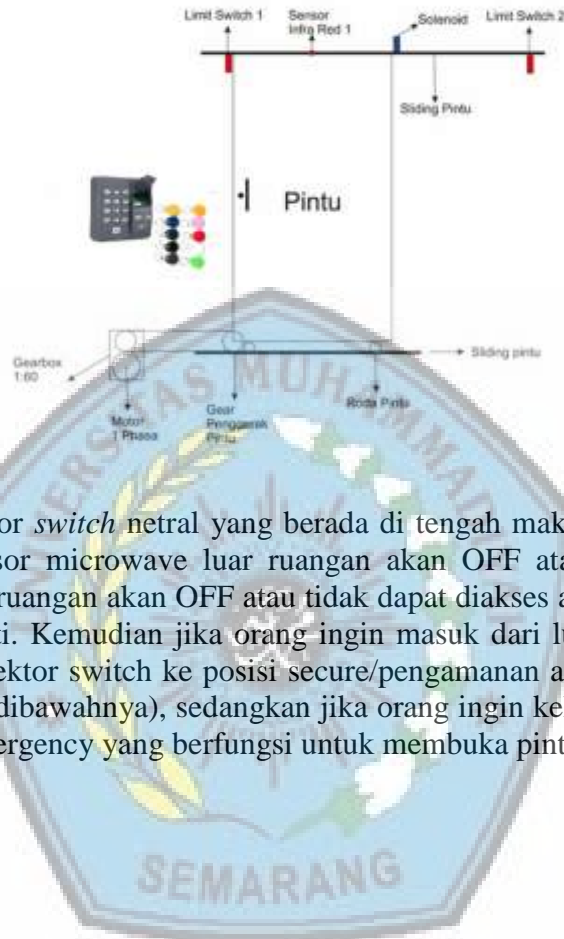 Limit Switch 1
Sensor
Infra Red 1
Solenoid
Limit Switch 2
Sliding Pintu
Pintu
Gearbox
1:60
Sliding pintu
Motor
1 Phasa
Gear
Penggerak
Pintu
Roda Pintu
or switch netral yang berada di tengah mak
sor microwave luar ruangan akan OFF ata
ruangan akan OFF atau tidak dapat diakses a
ti. Kemudian jika orang ingin masuk dari lu
ektor switch ke posisi secure/pengamanan a
dibawahnya), sedangkan jika orang ingin ke
ergency yang berfungsi untuk membuka pint
SEMARANG